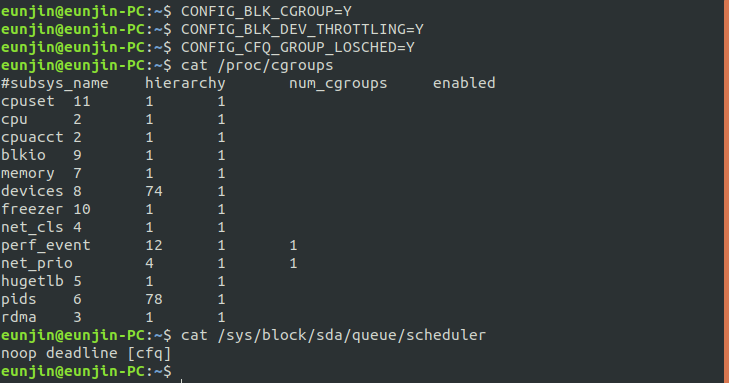 eunjin@eunjin-PC:~$ CONFIG_BLK_CGROUP=Y
eunjin@eunjin-PC:~$ CONFIG_BLK_DEV_THROTTLING=Y
eunjin@eunjin-PC:~$ CONFIG_CFQ_GROUP_LOSCHED=Y
eunjin@eunjin-PC:~$ cat /proc/cgroups
#subsys_name    hierarchy       num_cgroups     enabled
cpuset  11      1       1
cpu     2       1       1
cpuacct 2       1       1
blkio   9       1       1
memory  7       1       1
devices 8       74      1
freezer 10      1       1
net_cls 4       1       1
perf_event      12      1       1
net_prio        4       1       1
hugetlb 5       1       1
pids    6       78      1
rdma    3       1       1
eunjin@eunjin-PC:~$ cat /sys/block/sda/queue/scheduler
noop deadline [cfq]
eunjin@eunjin-PC:~$